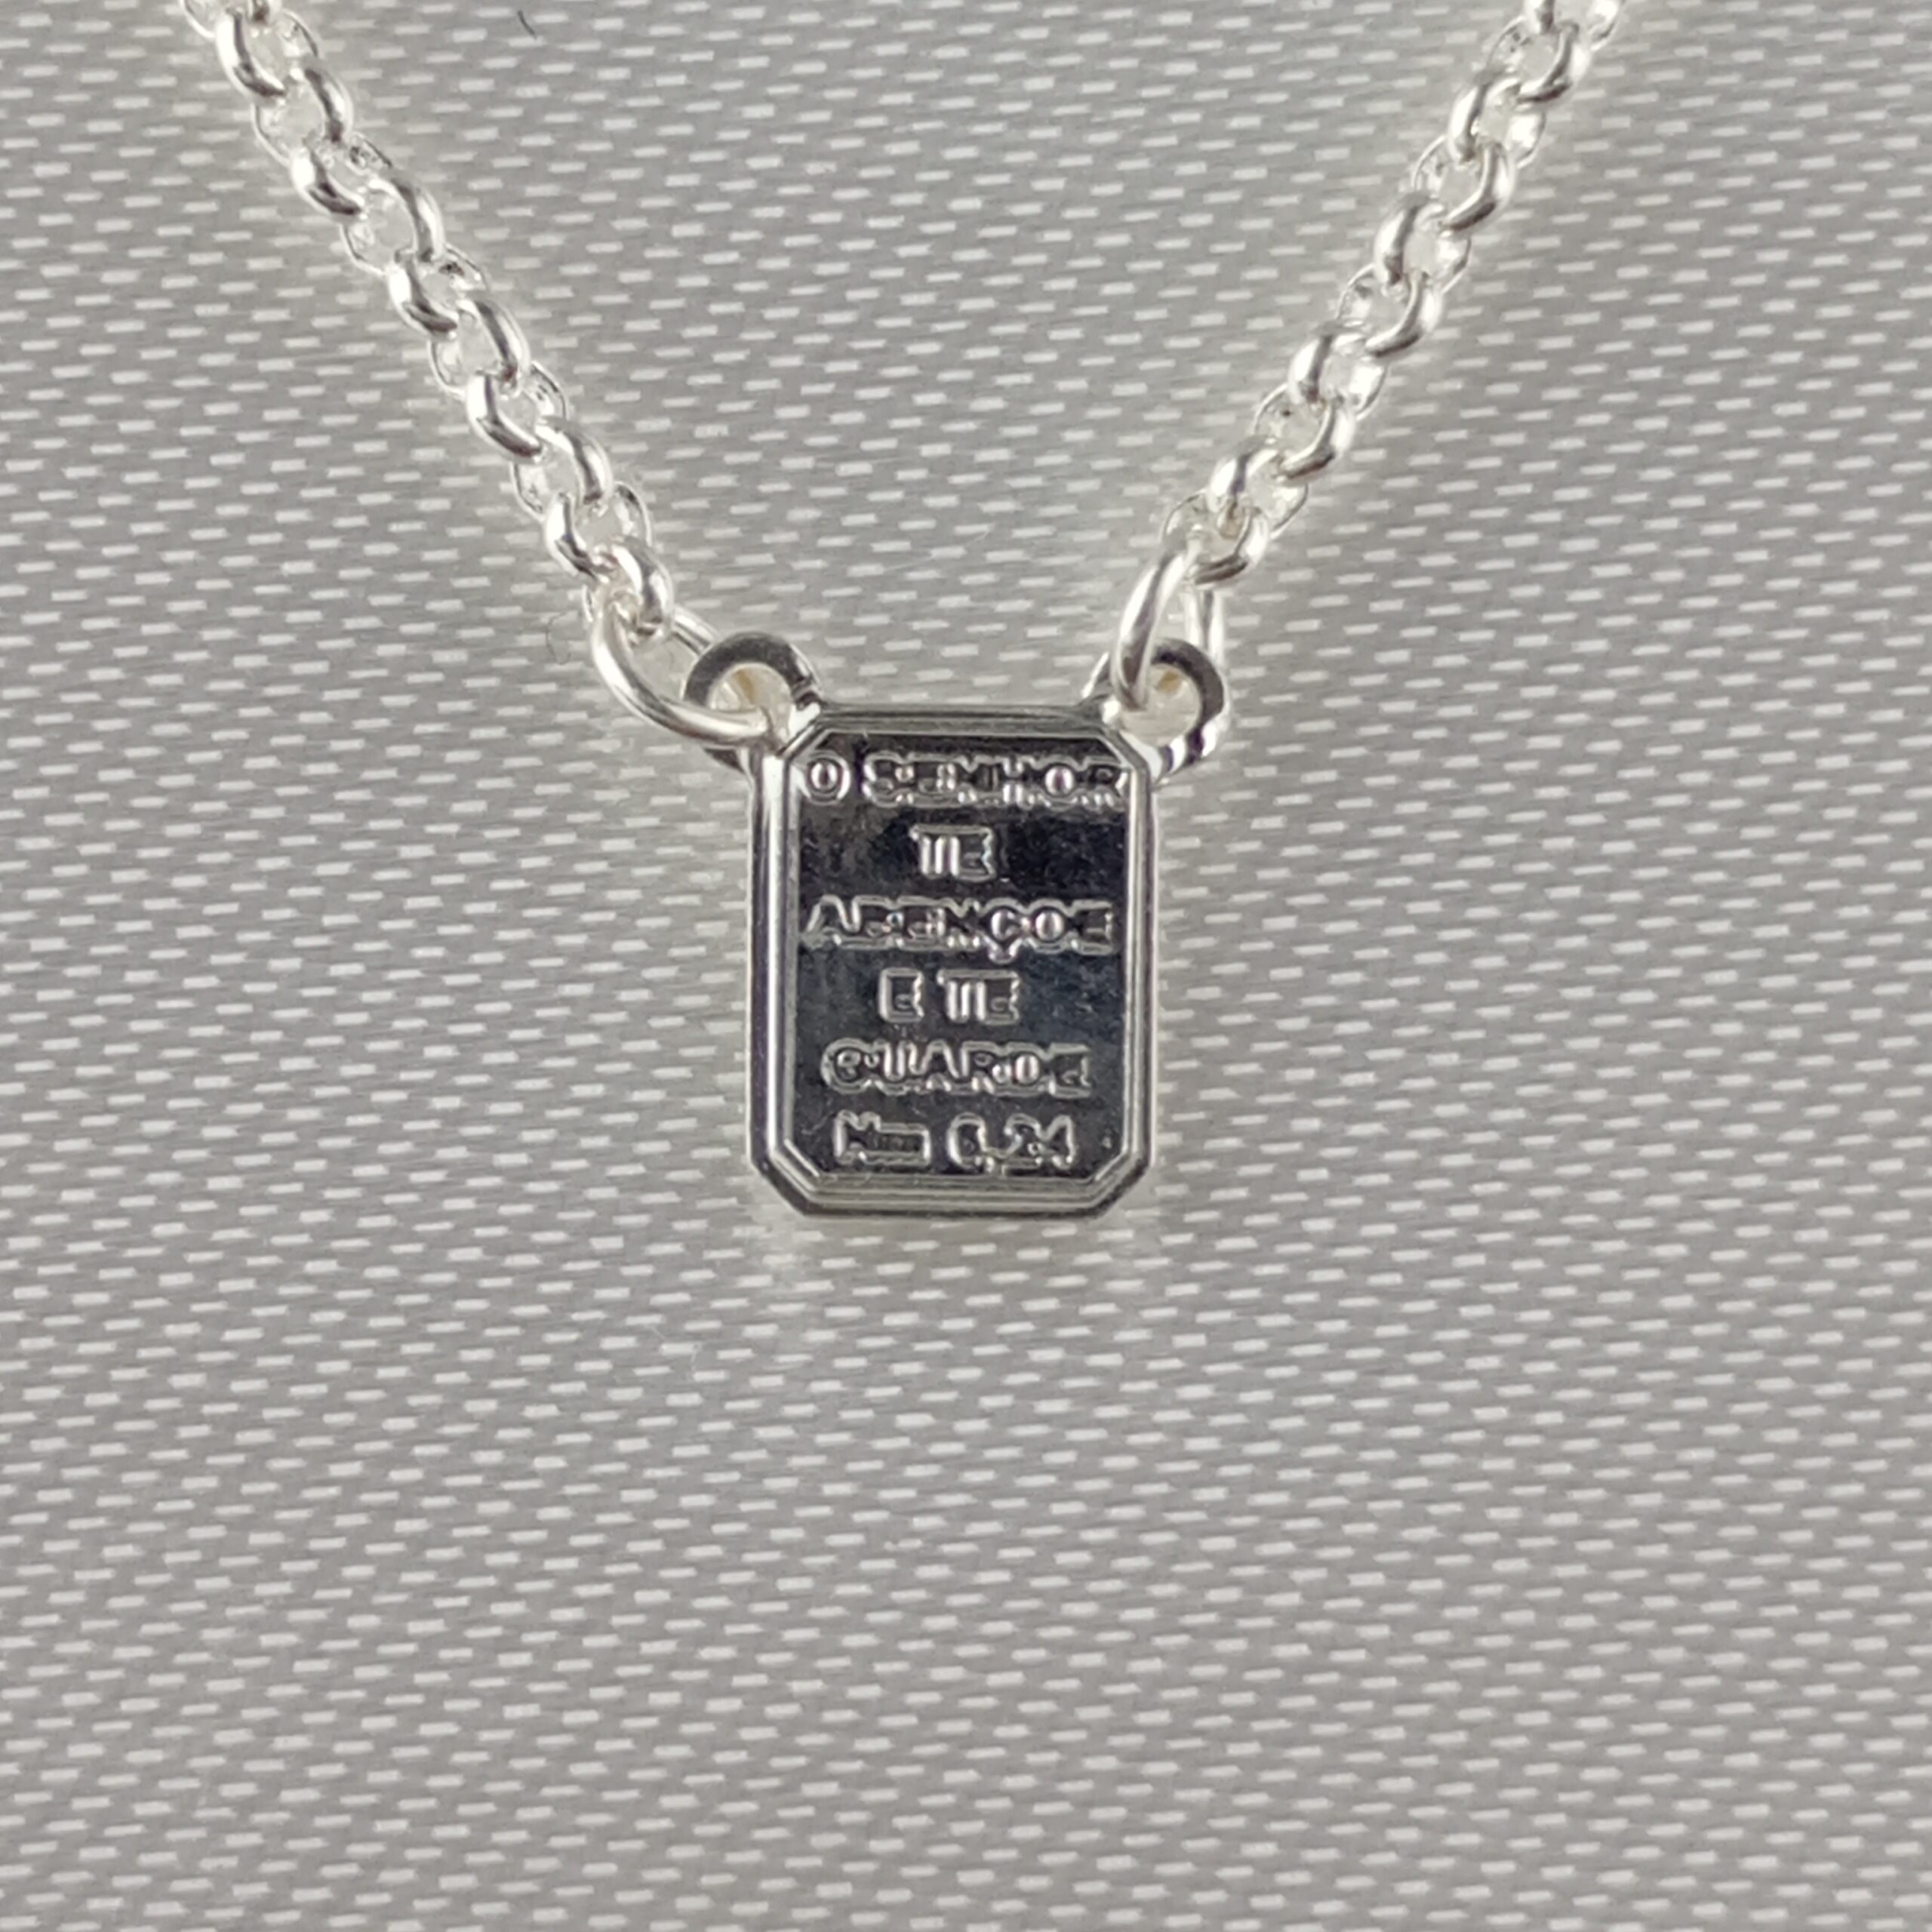 O SENHOR
TE
ABENÇOE
E TE
GUARDE
Nm 6,24